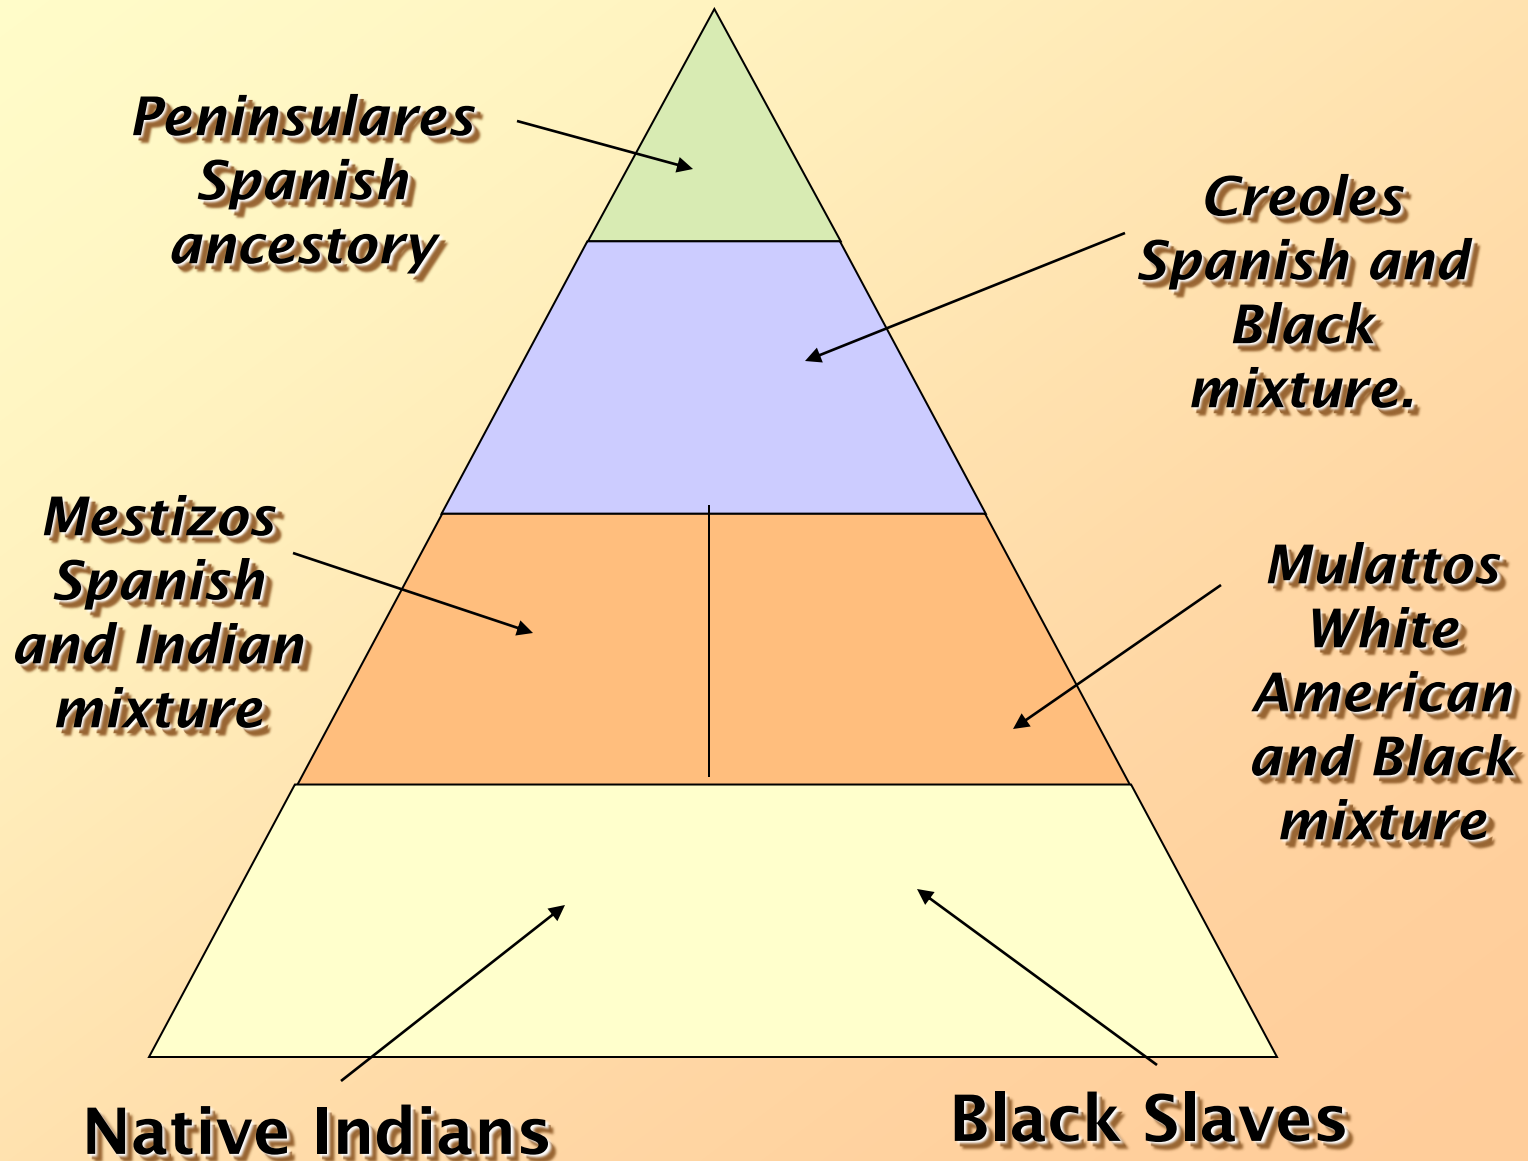 Peninsulares
Spanish
ancestory
Creoles
Spanish and
Black
mixture.
Mestizos
Spanish
and Indian
mixture
Mulattos
White
American
and Black
mixture
Native Indians
Black Slaves